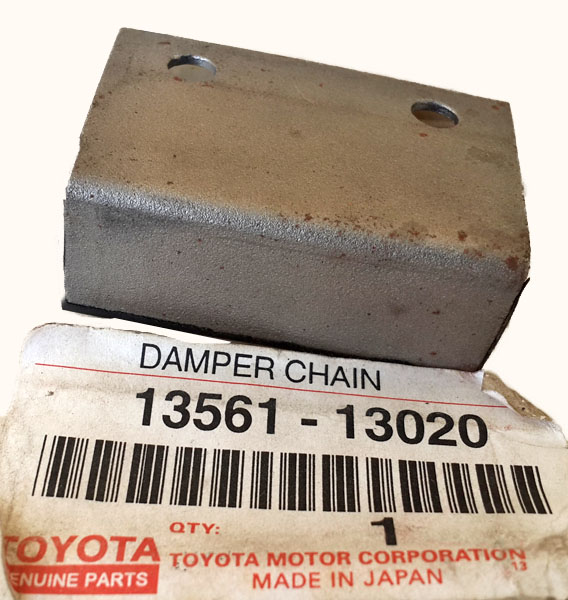 DAMPER CHAIN
13561 - 13020
QTY: 1
TOYOTA TOYOTA MOTOR CORPORATION
13
GENUINE PARTS MADE IN JAPAN